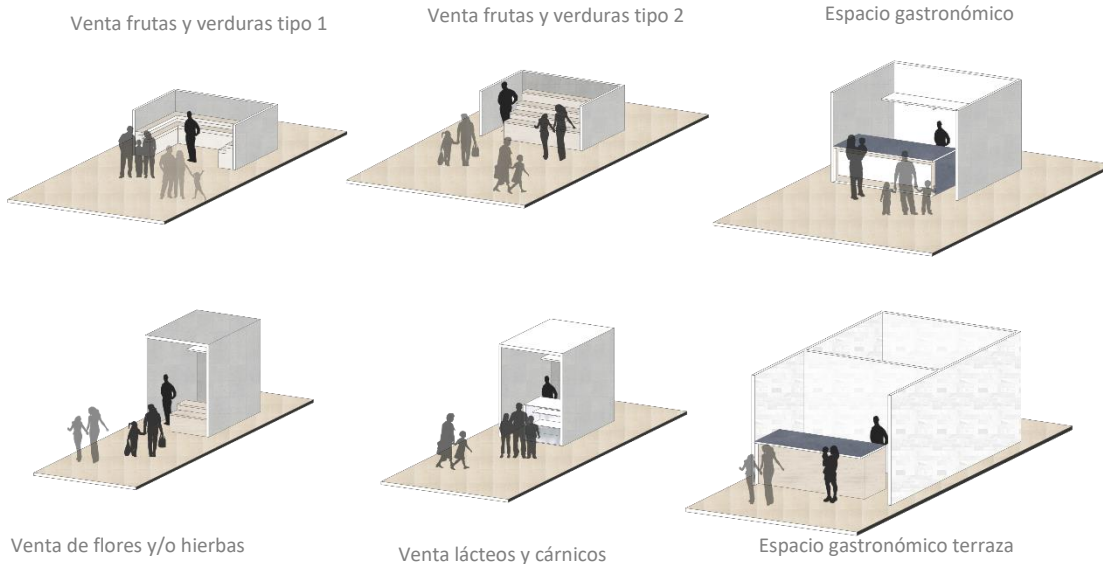 Venta frutas y verduras tipo 1
Venta frutas y verduras tipo 2
Espacio gastronómico
Venta de flores y/o hierbas
Venta lácteos y cárnicos
Espacio gastronómico terraza